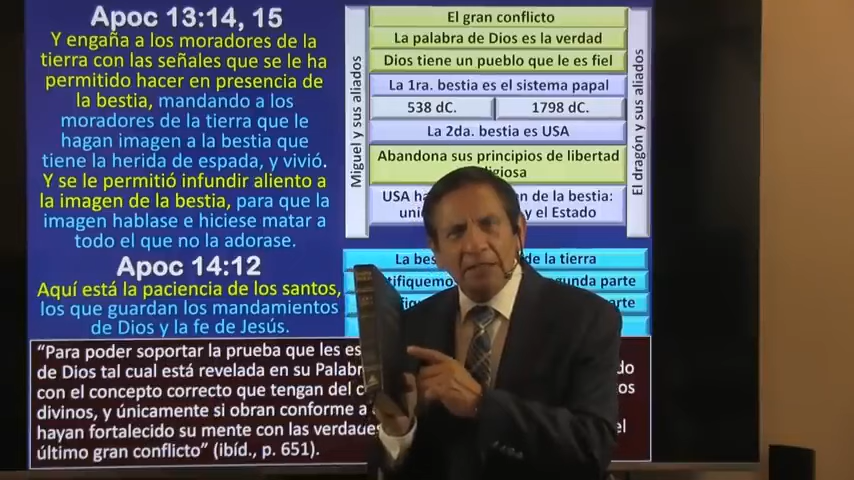 Apoc 13:14, 15
Y engaña a los moradores de la
tierra con las señales que se le ha
permitido hacer en presencia de
la bestia, mandando a los
moradores de la tierra que le
hagan imagen a la bestia que
tiene la herida de espada, y vivió.
Y se le permitió infundir aliento a
la imagen de la bestia, para que la
imagen hablase e hiciese matar a
todo el que no la adorase.
Apoc 14:12
Aquí está la paciencia de los santos,
los que guardan los mandamientos
de Dios y la fe de Jesús.
Miguel y sus aliados
El gran conflicto
La palabra de Dios es la verdad
Dios tiene un pueblo que le es fiel
La 1ra. bestia es el sistema papal
538 dC.
1798 dC.
La 2da. bestia es USA
Abandona sus principios de libertad
USA
de la bestia:
y el Estado
El dragón y sus aliados
La
de la tierra
parte
parte
"Para poder soportar la prueba que les
de Dios tal cual está revelada en su
con el concepto correcto que tengan del
divinos, y únicamente si obran conforme a
hayan fortalecido su mente con las
último gran conflicto" (ibíd., p. 651).